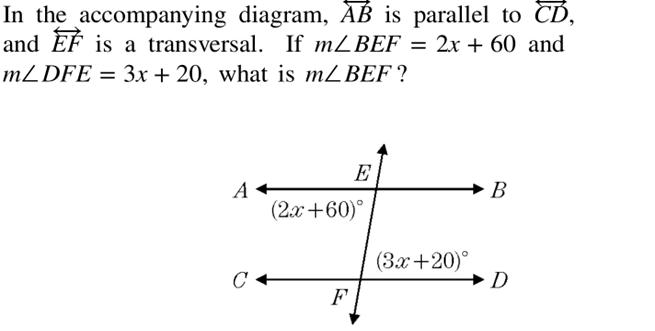 In the accompanying diagram, AB is parallel to CD,
and EF is a transversal. If m∠BEF = 2x + 60 and
m∠DFE = 3x + 20, what is m∠BEF?
E
A B
(2x+60)°
(3x+20)°
C D
F